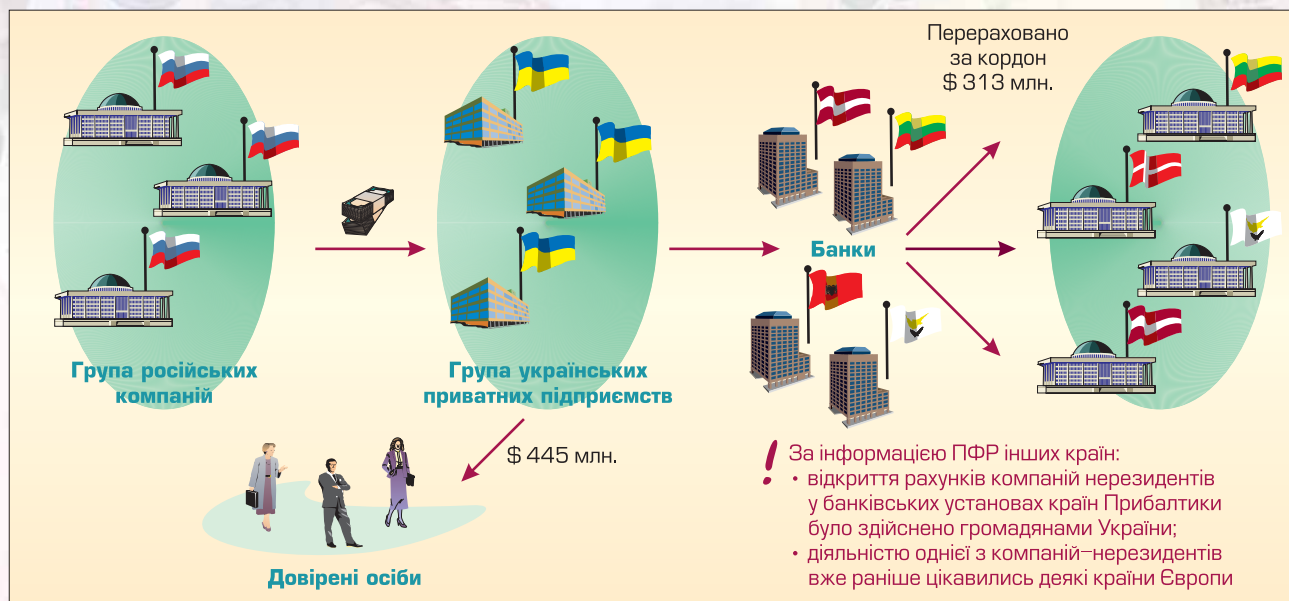 Перераховано
за кордон
$ 313 млн.
Банки
Група російських
компаній
Група українських
приватних підприємств
$ 445 млн.
Довірені особи
! За інформацією ПФР інших країн:
• відкриття рахунків компаній нерезидентів
у банківських установах країн Прибалтики
було здійснено громадянами України;
• діяльністю однієї з компаній–нерезидентів
вже раніше цікавились деякі країни Європи